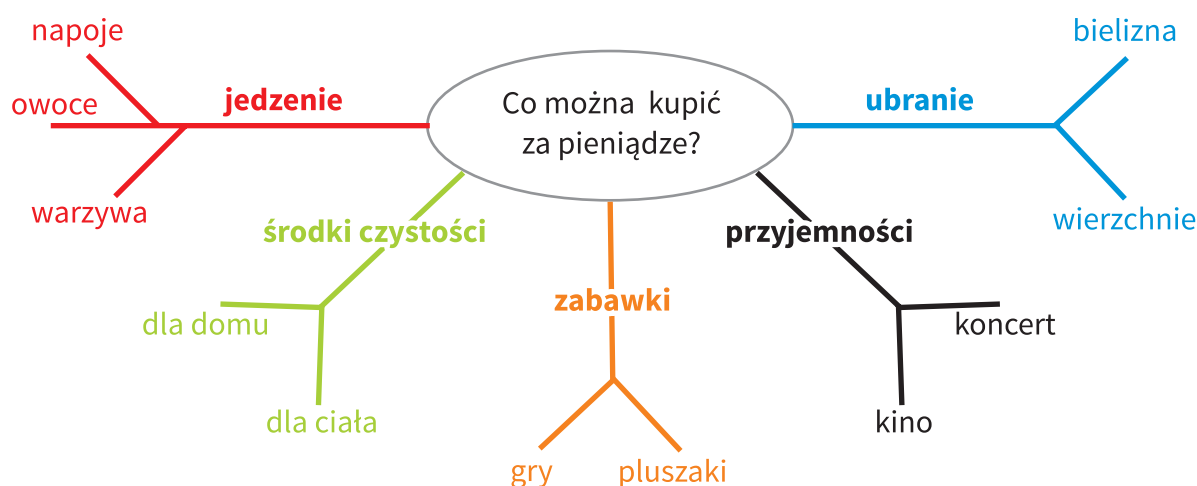 Co można kupić
za pieniądze?
jedzenie
napoje
owoce
warzywa
środki czystości
dla domu
dla ciała
zabawki
gry
pluszaki
przyjemności
koncert
kino
ubranie
bielizna
wierzchnie